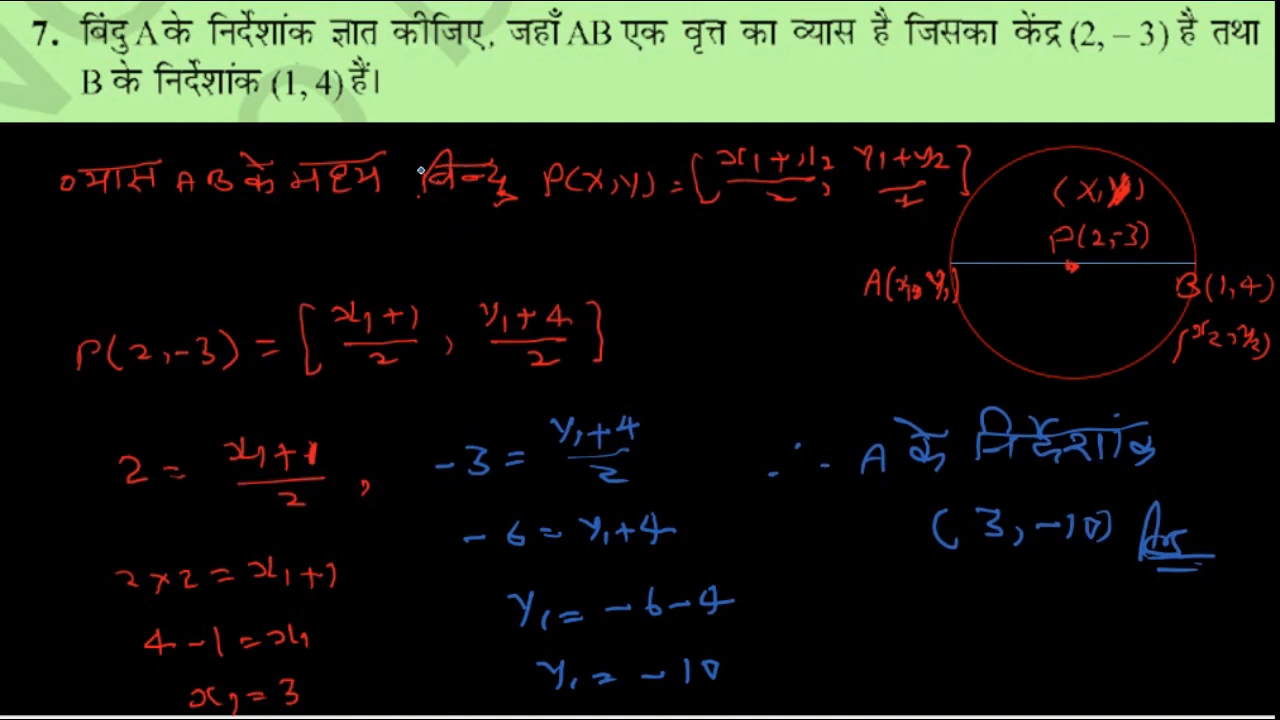 7. बिंदु A के निर्देशांक ज्ञात कीजिए, जहाँ AB एक वृत्त का व्यास है जिसका केंद्र (2, – 3) है तथा
B के निर्देशांक (1, 4) हैं।
व्यास AB के मध्य बिन्दु P(X,Y) = [x₁+x₂/2, y₁+y₂/2]
(X,Y)
P(2,-3)
A(x₁, y₁)
B(1,4)
(x₂, y₂)
P(2,-3) = [x₁+1/2, y₁+4/2]
2 = x₁+1/2,
2×2 = x₁+1
4-1 = x₁
x₁ = 3
-3 = y₁+4/2
-6 = y₁+4
y₁ = -6-4
y₁ = -10
∴ A के निर्देशांक
(3,-10) Ans